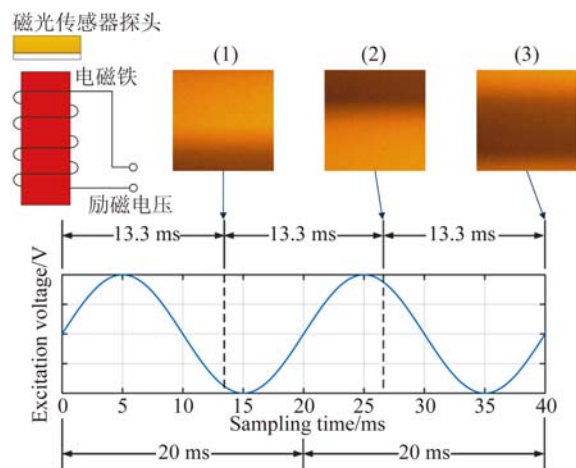 磁光传感器探头
电磁铁
励磁电压
(1) (2) (3)
13.3 ms 13.3 ms 13.3 ms
Excitation voltage/V
0 5 10 15 20 25 30 35 40
Sampling time/ms
20 ms 20 ms